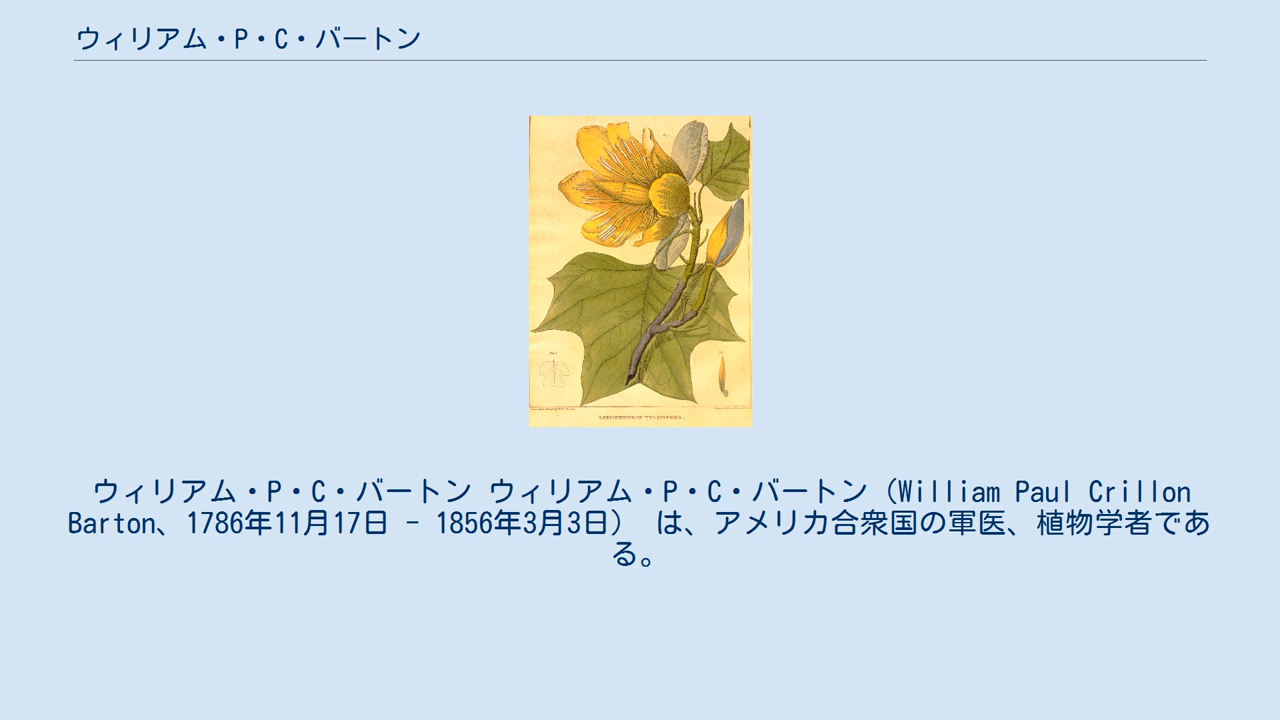 ウィリアム・P・C・バートン
LIRIODENDRON TULIPIFERA.
ウィリアム・P・C・バートン ウィリアム・P・C・バートン（William Paul Crillon
Barton、1786年11月17日 - 1856年3月3日） は、アメリカ合衆国の軍医、植物学者であ
る。